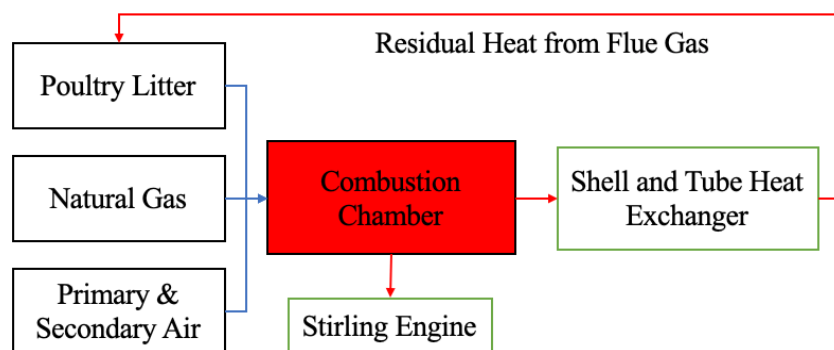 Residual Heat from Flue Gas
Poultry Litter
Natural Gas
Primary &
Secondary Air
Combustion
Chamber
Shell and Tube Heat
Exchanger
Stirling Engine